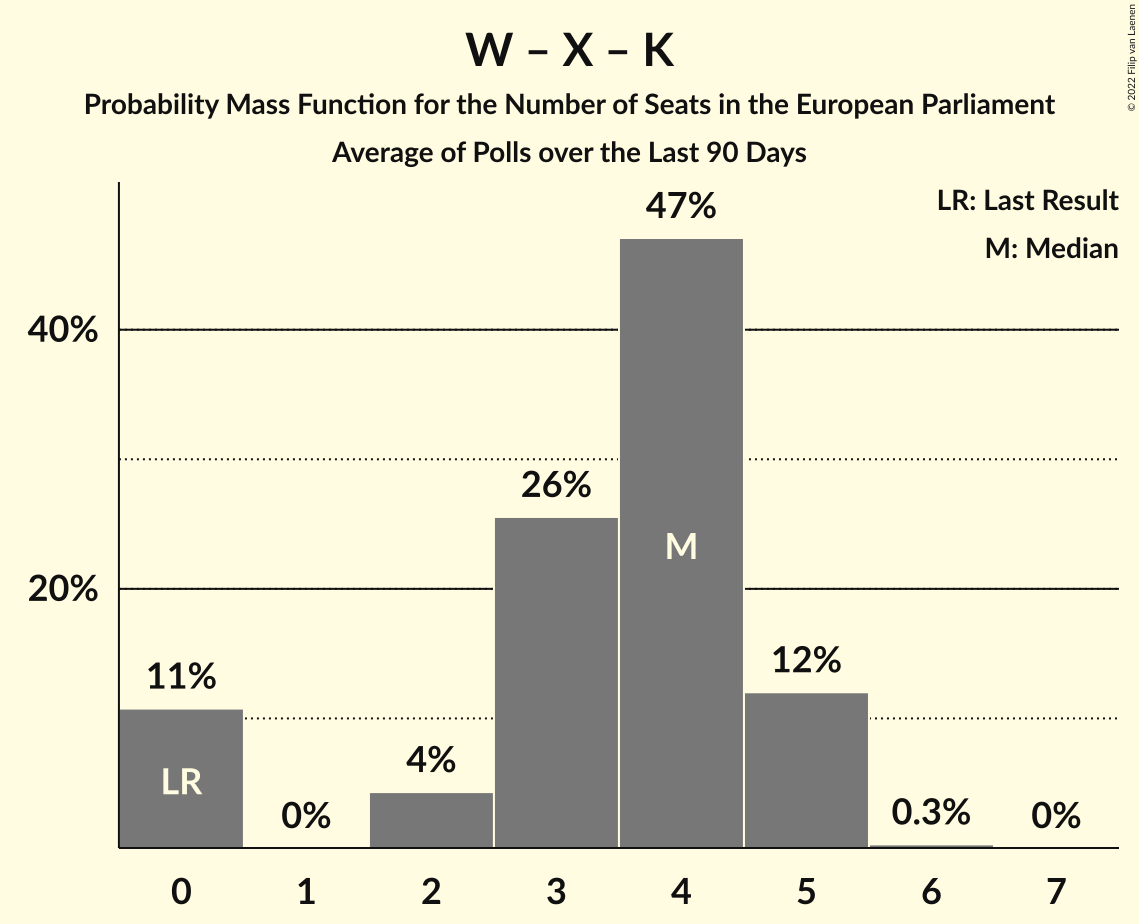 W – X – K
Probability Mass Function for the Number of Seats in the European Parliament
Average of Polls over the Last 90 Days
© 2022 Filip van Laenen
LR: Last Result
M: Median
40%
20%
11%
0%
4%
26%
47%
12%
0.3%
0%
LR
M
0 1 2 3 4 5 6 7